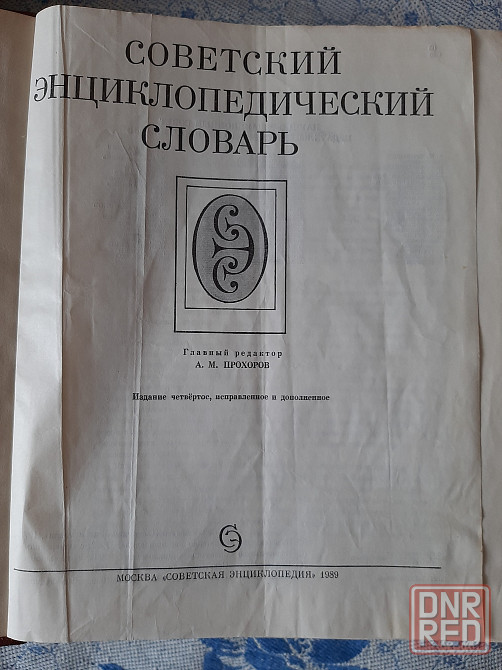 СОВЕТСКИЙ
ЭНЦИКЛОПЕДИЧЕСКИЙ
СЛОВАРЬ
Главный редактор
А. М. ПРОХОРОВ
Издание четвёртое, исправленное и дополненное
МОСКВА «СОВЕТСКАЯ ЭНЦИКЛОПЕДИЯ» 1989
DNR
RED